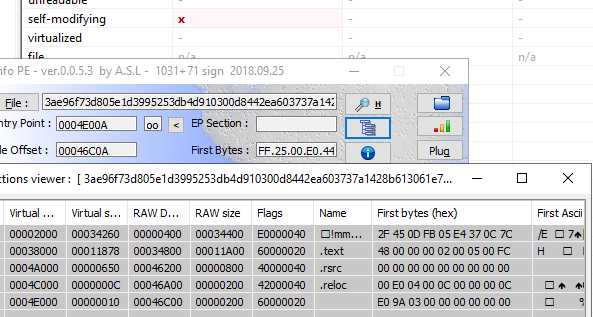 unreadable - - -
self-modifying x - -
virtualized - - -
file n/a n/a n/a
nfo PE - ver.0.0.5.3 by A.S.L - 1031+71 sign 2018.09.25
File : 3ae96f73d805e1d3995253db4d910300d8442ea603737a142 H
ntry Point : 0004E00A oo < EP Section :
le Offset : 00046C0A First Bytes : FF.25.00.E0.44 Plug
ctions viewer : [ 3ae96f73d805e1d3995253db4d910300d8442ea603737a1428b613061e7...
Virtual ... Virtual s... RAW D... RAW size Flags Name First bytes (hex) First Ascii
00002000 00034260 00000400 00034400 E0000040 □!mm... 2F 45 0D FB 05 E4 37 0C 7C /E □ 7♠
00038000 00011878 00034800 00011A00 60000020 .text 48 00 00 00 02 00 05 00 FC H □
0004A000 00000650 00046200 00000800 40000040 .rsrc 00 00 00 00 00 00 00 00 00
0004C000 0000000C 00046A00 00000200 42000040 .reloc 00 E0 04 00 0C 00 00 00 0C □♠ ♠
0004E000 00000010 00046C00 00000200 60000020 E0 9A 03 00 00 00 00 00 00 □ %